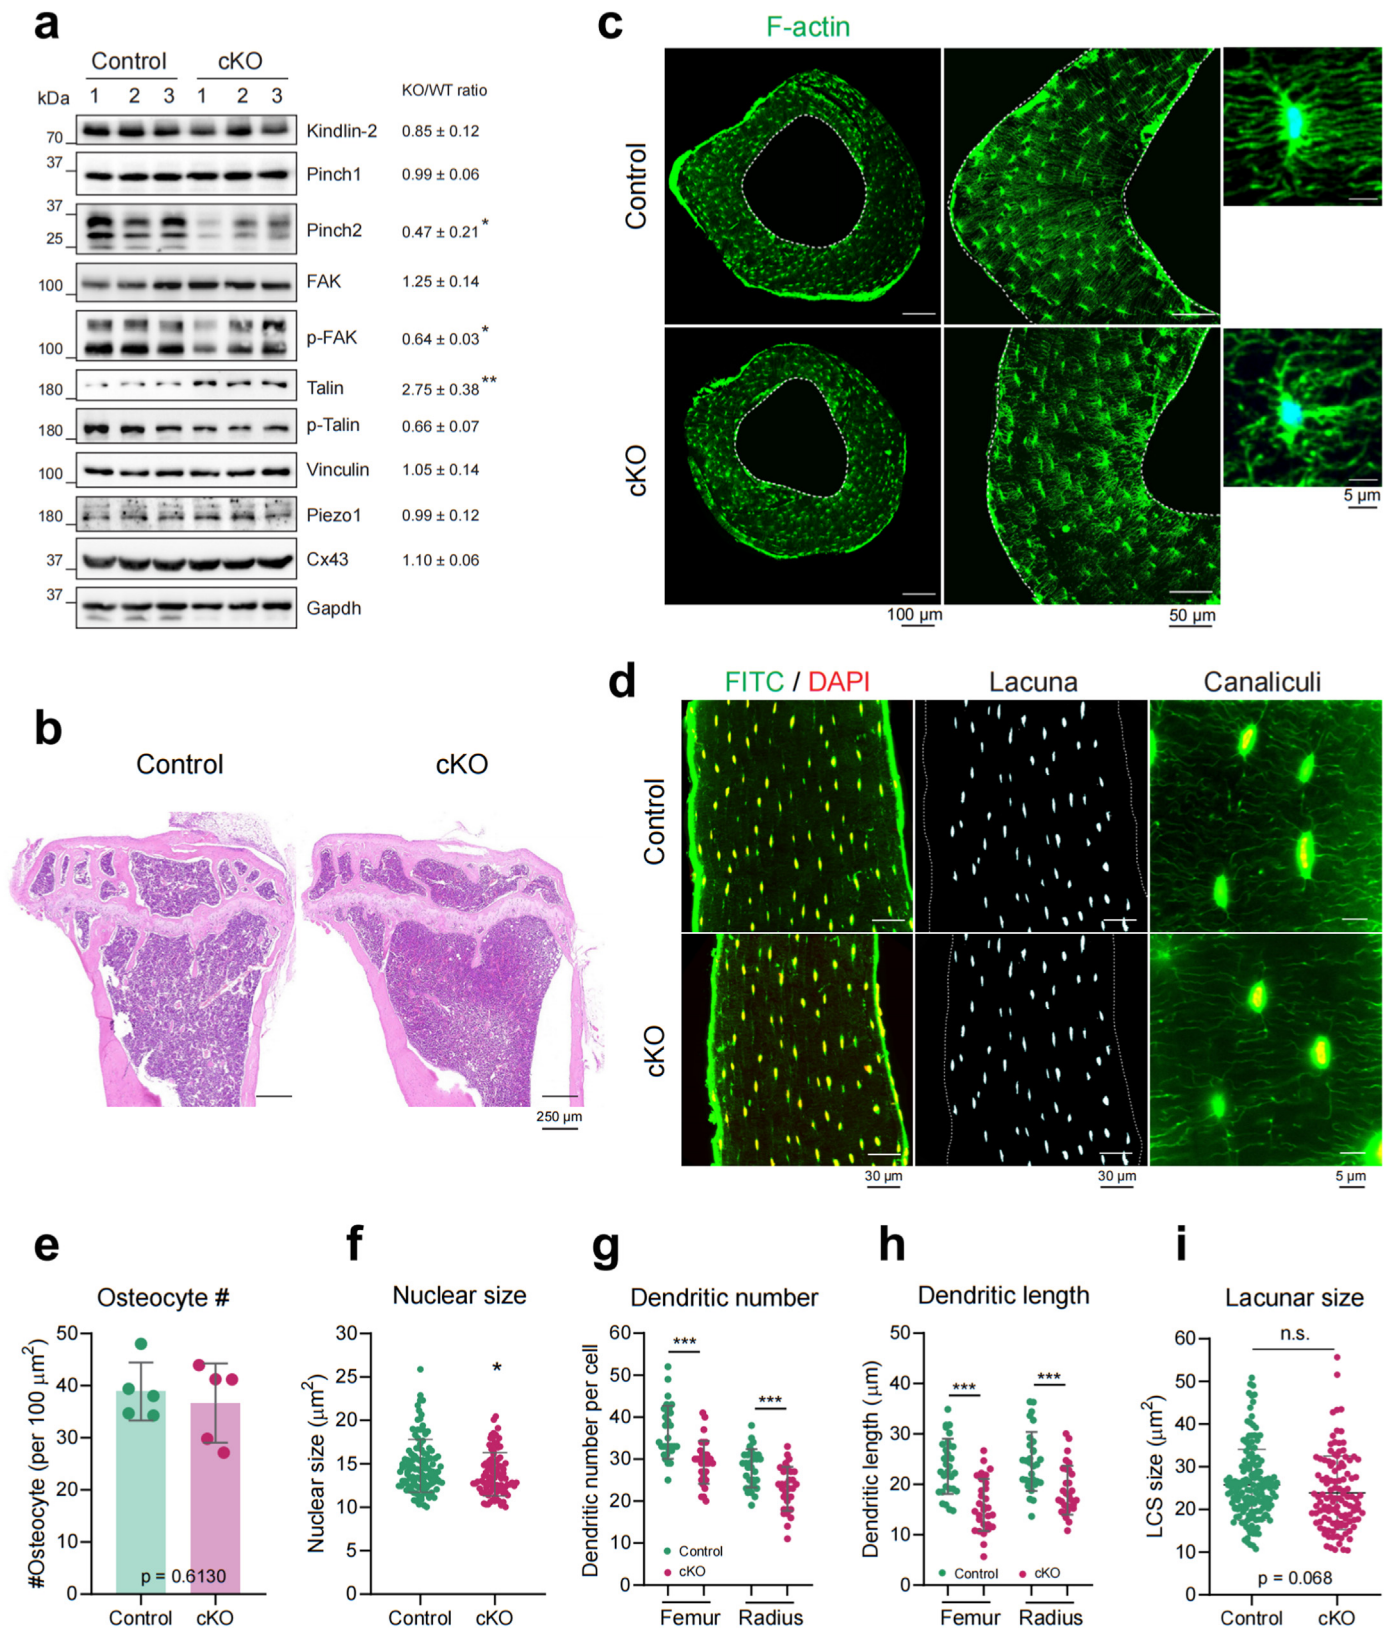 a
Control cKO
kDa 1 2 3 1 2 3 KO/WT ratio
70 Kindlin-2 0.85 ± 0.12
37 Pinch1 0.99 ± 0.06
37
25 Pinch2 0.47 ± 0.21*
100 FAK 1.25 ± 0.14
100 p-FAK 0.64 ± 0.03*
180 Talin 2.75 ± 0.38**
180 p-Talin 0.66 ± 0.07
100 Vinculin 1.05 ± 0.14
180 Piezo1 0.99 ± 0.12
37 Cx43 1.10 ± 0.06
37 Gapdh
b
Control cKO
250 µm
c
F-actin
Control
cKO
5 µm
100 µm 50 µm
d
FITC / DAPI Lacuna Canaliculi
Control
cKO
30 µm 30 µm 5 µm
e
Osteocyte #
#Osteocyte (per 100 µm2)
50
40
30
20
10
0
p = 0.6130
Control cKO
f
Nuclear size
Nuclear size (µm2)
30
25
20
15
10
5
0
*
Control cKO
g
Dendritic number
Dendritic number per cell
60
50
40
30
20
10
0
*** ***
Control
cKO
Femur Radius
h
Dendritic length
Dendritic length (µm)
50
40
30
20
10
0
*** ***
Control cKO
Femur Radius
i
Lacunar size
LCS size (µm2)
60
50
40
30
20
10
0
n.s.
p = 0.068
Control cKO